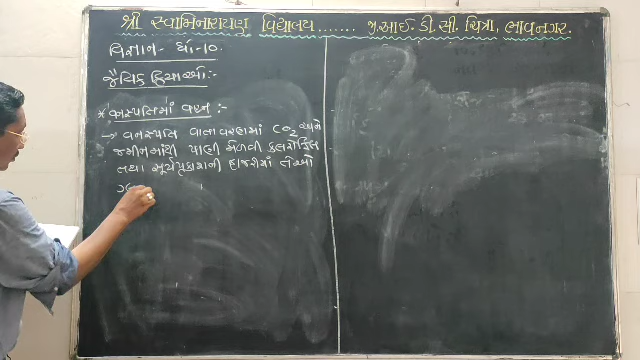 શ્રી સ્વામિનારાયણ વિદ્યાલય....... જી.આઈ.ડી.સી. ચિત્રા, ભાવનગર.
વિજ્ઞાન - ધો-૧૦
જૈવિક ક્રિયાઓ:-
* વનસ્પતિમાં વહન :-
→ વનસ્પતિ વાતાવરણમાં CO₂ અને
જમીનમાંથી પાણી મેળવી ક્લોરોફિલ
તથા સૂર્યપ્રકાશની હાજરીમાં તેઓ